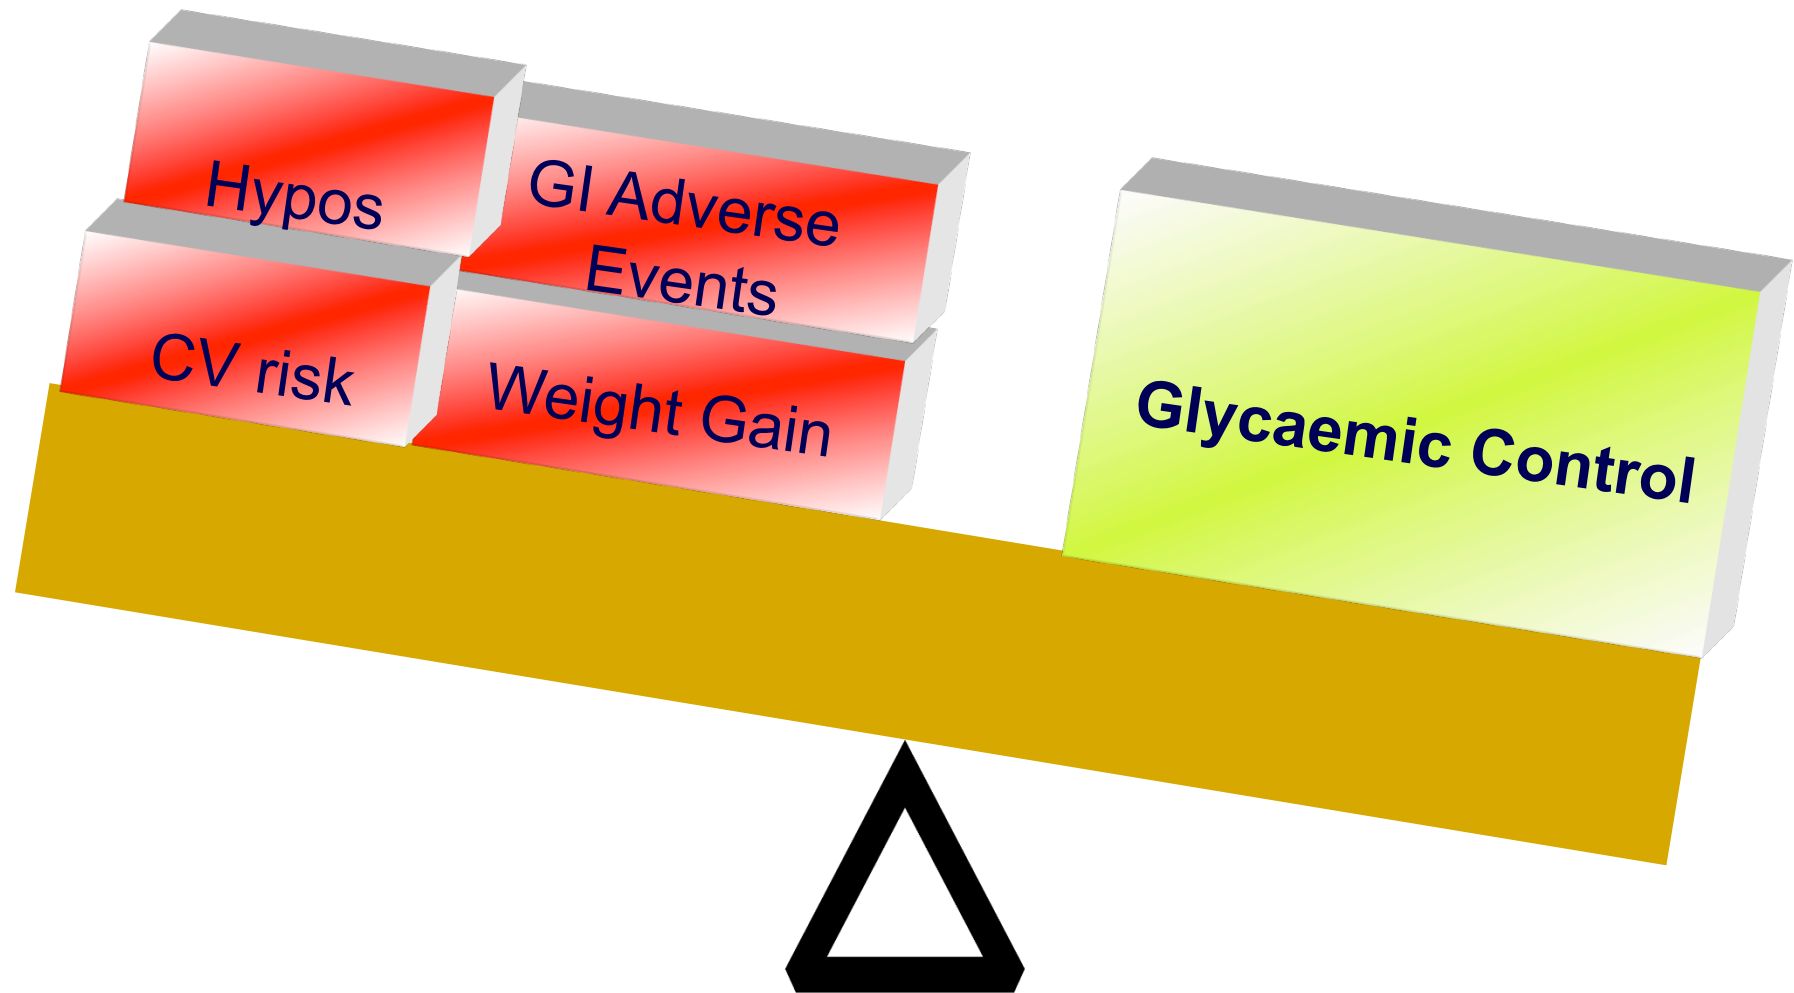 Hypos
GI Adverse
Events
CV risk
Weight Gain
Glycaemic Control